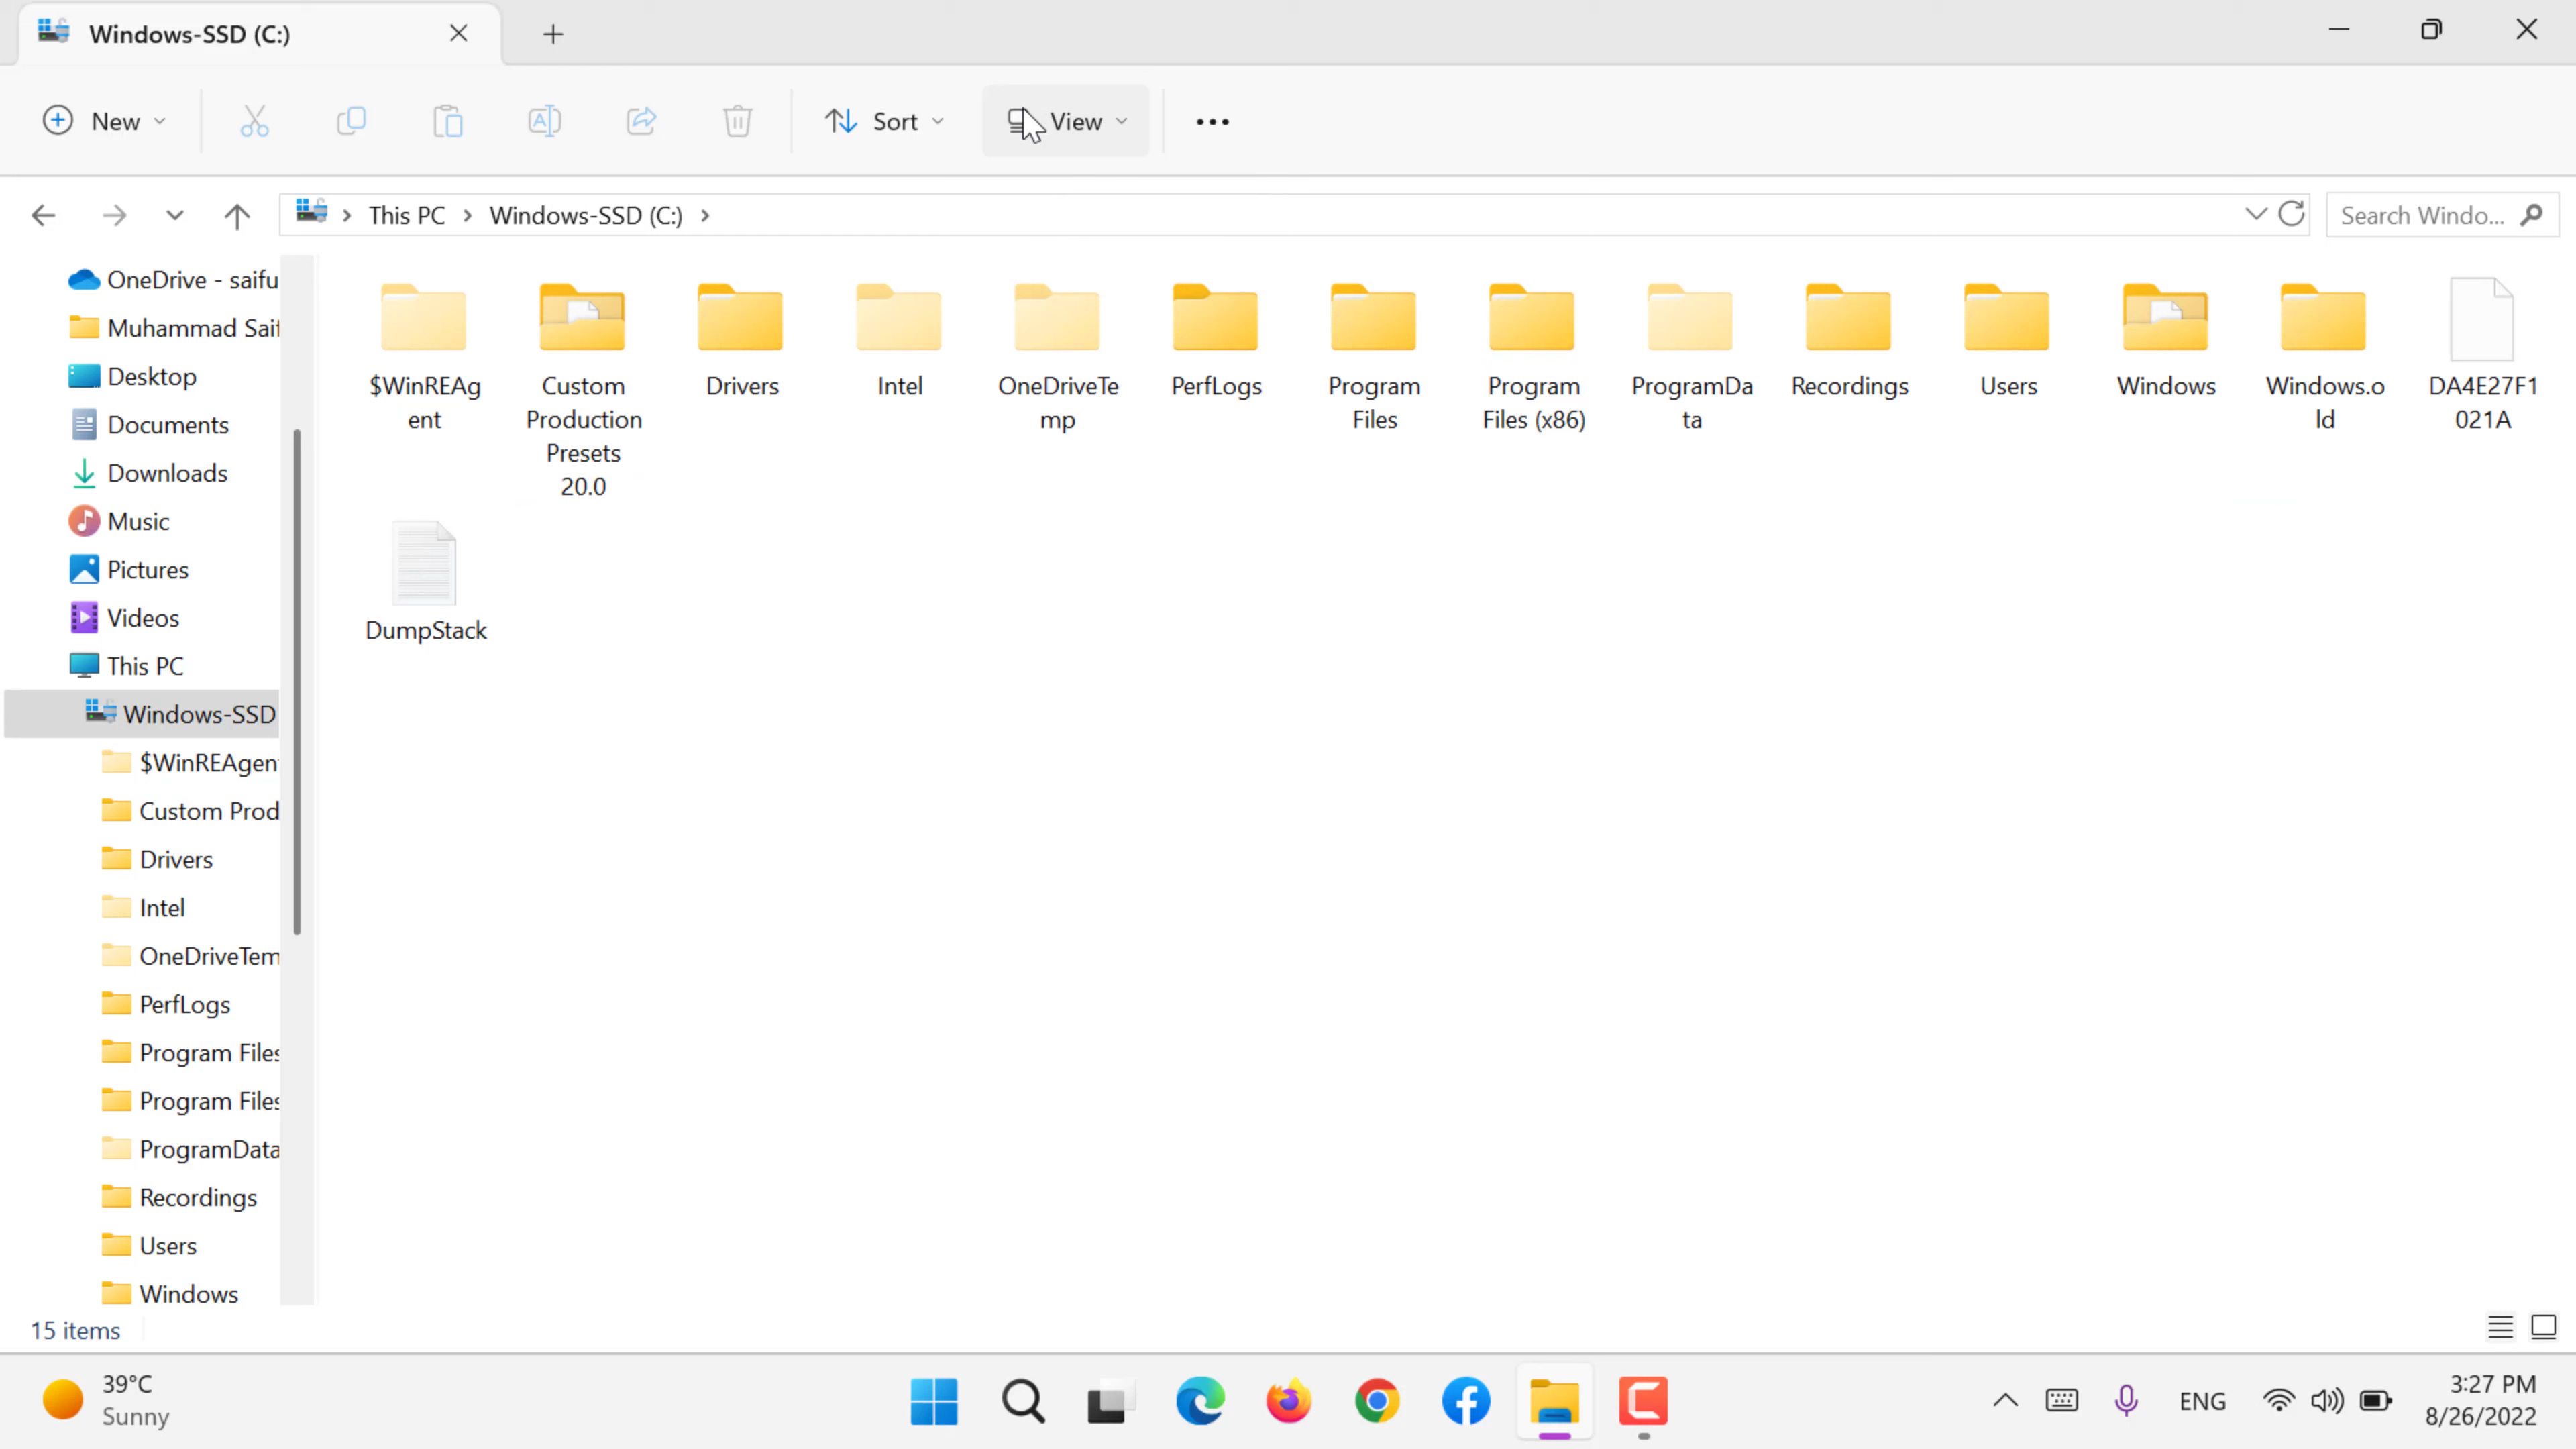 Windows-SSD (C:)
New
Sort
View
This PC
Windows-SSD (C:)
Search Windo...
OneDrive - saifu
Muhammad Saif
Desktop
Documents
Downloads
Music
Pictures
Videos
This PC
Windows-SSD
$WinREAgen
Custom Prod
Drivers
Intel
OneDriveTem
PerfLogs
Program Files
Program Files
ProgramData
Recordings
Users
Windows
$WinREAg
ent
Custom
Production
Presets
20.0
Drivers
Intel
OneDriveTe
mp
PerfLogs
Program
Files
Program
Files (x86)
ProgramDa
ta
Recordings
Users
Windows
Windows.o
ld
DA4E27F1
021A
DumpStack
15 items
39°C
Sunny
ENG
3:27 PM
8/26/2022